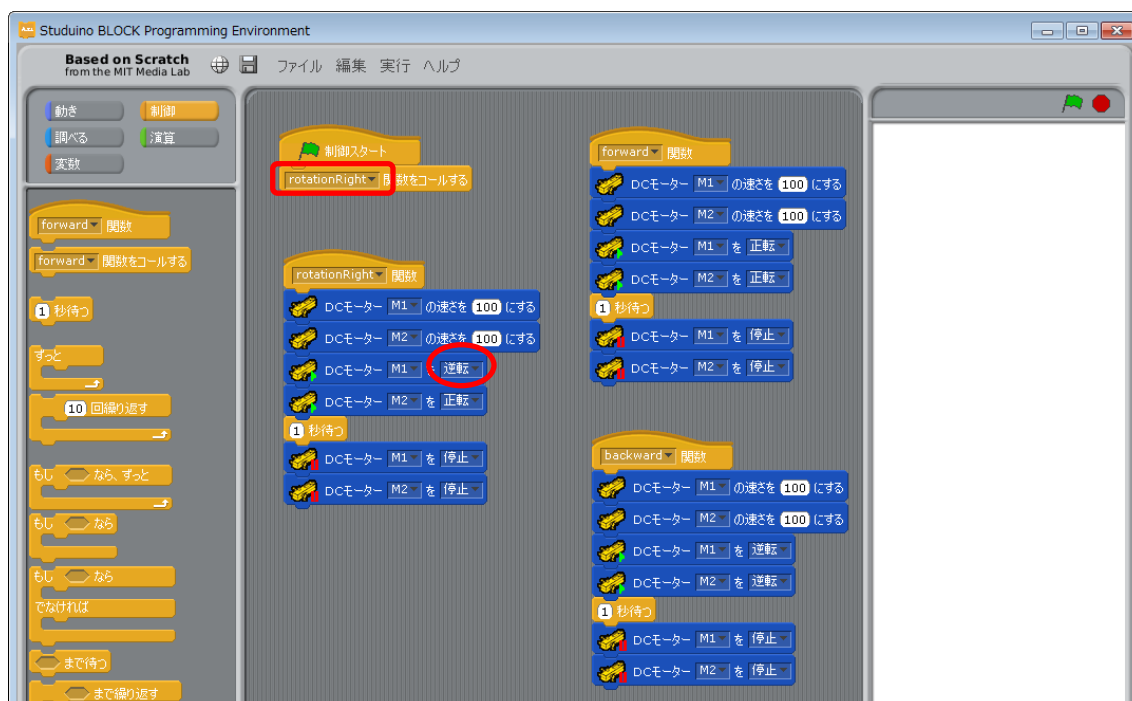 Studuino BLOCK Programming Environment
Based on Scratch
from the MIT Media Lab
ファイル 編集 実行 ヘルプ
動き 制御
調べる 演算
変数
forward 関数
forward 関数をコールする
1 秒待つ
ずっと
10 回繰り返す
もし なら、ずっと
もし なら
もし なら
でなければ
まで待つ
まで繰り返す
制御スタート
rotationRight 関数をコールする
rotationRight 関数
DCモーター M1 の速さを 100 にする
DCモーター M2 の速さを 100 にする
DCモーター M1 を 逆転
DCモーター M2 を 正転
1 秒待つ
DCモーター M1 を 停止
DCモーター M2 を 停止
forward 関数
DCモーター M1 の速さを 100 にする
DCモーター M2 の速さを 100 にする
DCモーター M1 を 正転
DCモーター M2 を 正転
1 秒待つ
DCモーター M1 を 停止
DCモーター M2 を 停止
backward 関数
DCモーター M1 の速さを 100 にする
DCモーター M2 の速さを 100 にする
DCモーター M1 を 逆転
DCモーター M2 を 逆転
1 秒待つ
DCモーター M1 を 停止
DCモーター M2 を 停止